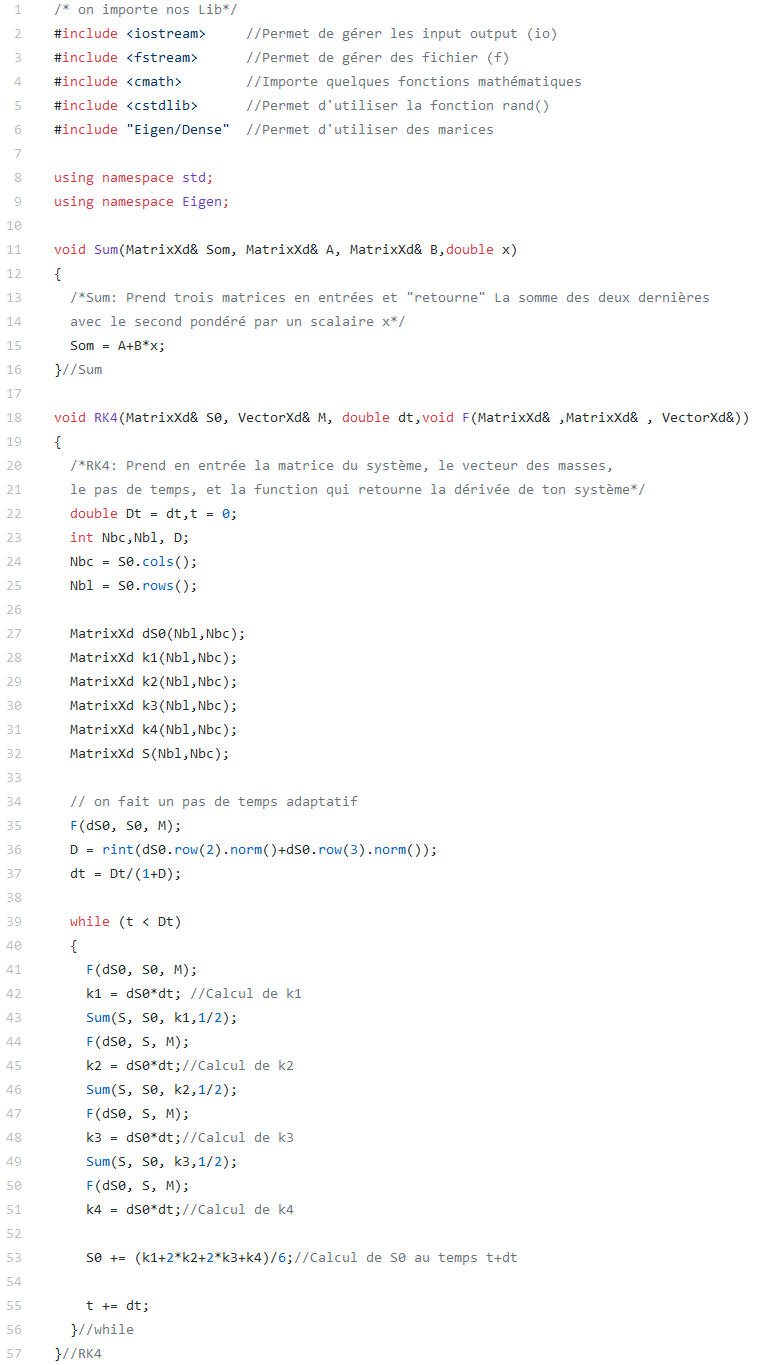 1 /* on importe nos Lib*/
2 #include <iostream>     //Permet de gérer les input output (io)
3 #include <fstream>      //Permet de gérer des fichier (f)
4 #include <cmath>        //Importe quelques fonctions mathématiques
5 #include <cstdlib>      //Permet d'utiliser la fonction rand()
6 #include "Eigen/Dense"  //Permet d'utiliser des marices
7
8 using namespace std;
9 using namespace Eigen;
10
11 void Sum(MatrixXd& Som, MatrixXd& A, MatrixXd& B,double x)
12 {
13   /*Sum: Prend trois matrices en entrées et "retourne" La somme des deux dernières
14   avec le second pondéré par un scalaire x*/
15   Som = A+B*x;
16 }//Sum
17
18 void RK4(MatrixXd& S0, VectorXd& M, double dt,void F(MatrixXd& ,MatrixXd& , VectorXd&))
19 {
20   /*RK4: Prend en entrée la matrice du système, le vecteur des masses,
21   le pas de temps, et la function qui retourne la dérivée de ton système*/
22   double Dt = dt,t = 0;
23   int Nbc,Nbl, D;
24   Nbc = S0.cols();
25   Nbl = S0.rows();
26
27   MatrixXd dS0(Nbl,Nbc);
28   MatrixXd k1(Nbl,Nbc);
29   MatrixXd k2(Nbl,Nbc);
30   MatrixXd k3(Nbl,Nbc);
31   MatrixXd k4(Nbl,Nbc);
32   MatrixXd S(Nbl,Nbc);
33
34   // on fait un pas de temps adaptatif
35   F(dS0, S0, M);
36   D = rint(dS0.row(2).norm()+dS0.row(3).norm());
37   dt = Dt/(1+D);
38
39   while (t < Dt)
40   {
41     F(dS0, S0, M);
42     k1 = dS0*dt; //Calcul de k1
43     Sum(S, S0, k1,1/2);
44     F(dS0, S, M);
45     k2 = dS0*dt;//Calcul de k2
46     Sum(S, S0, k2,1/2);
47     F(dS0, S, M);
48     k3 = dS0*dt;//Calcul de k3
49     Sum(S, S0, k3,1/2);
50     F(dS0, S, M);
51     k4 = dS0*dt;//Calcul de k4
52
53     S0 += (k1+2*k2+2*k3+k4)/6;//Calcul de S0 au temps t+dt
54
55     t += dt;
56   }//while
57 }//RK4